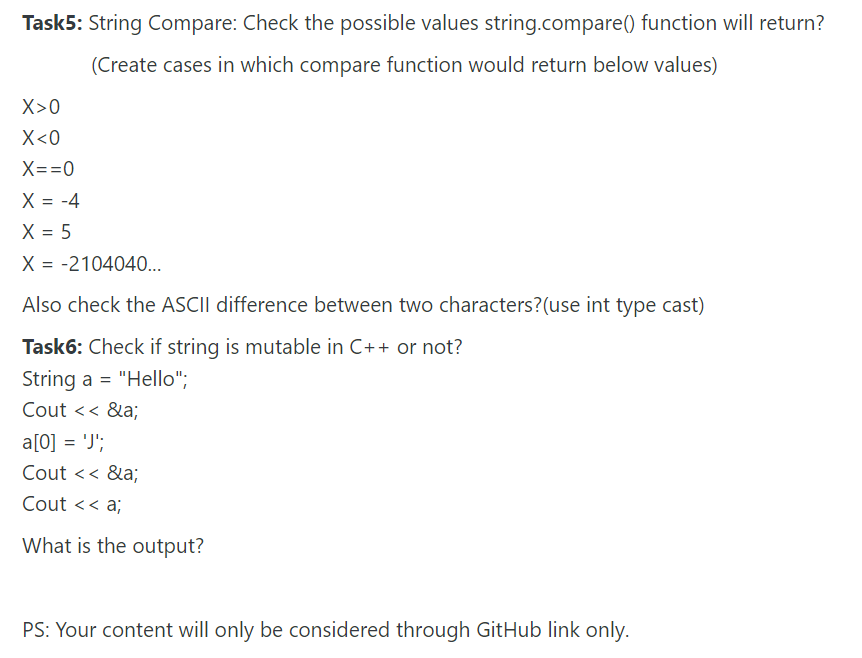 Task5: String Compare: Check the possible values string.compare() function will return?
(Create cases in which compare function would return below values)
X>0
X<0
X==0
X = -4
X = 5
X = -2104040...
Also check the ASCII difference between two characters?(use int type cast)
Task6: Check if string is mutable in C++ or not?
String a = "Hello";
Cout << &a;
a[0] = 'J';
Cout << &a;
Cout << a;
What is the output?
PS: Your content will only be considered through GitHub link only.